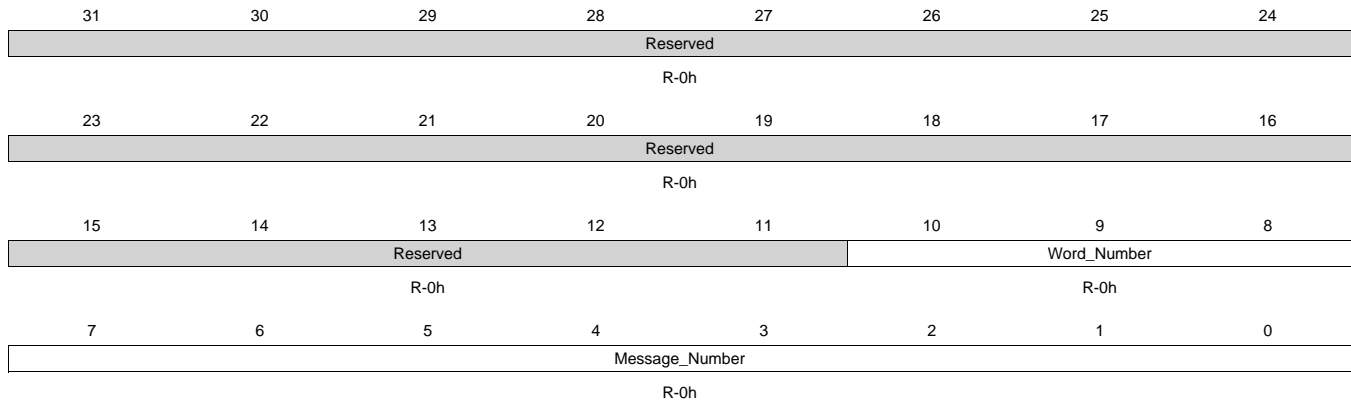 31 30 29 28 27 26 25 24
Reserved
R-0h
23 22 21 20 19 18 17 16
Reserved
R-0h
15 14 13 12 11 10 9 8
Reserved Word_Number
R-0h R-0h
7 6 5 4 3 2 1 0
Message_Number
R-0h